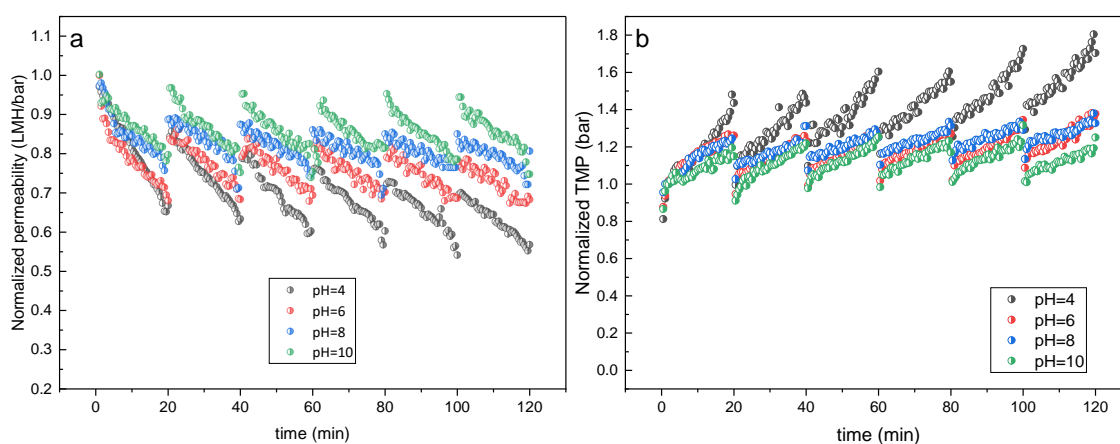 a
Normalized permeability (LMH/bar)
1.1
1.0
0.9
0.8
0.7
0.6
0.5
0.4
0.3
0.2
0 20 40 60 80 100 120
time (min)
pH=4
pH=6
pH=8
pH=10
b
Normalized TMP (bar)
1.8
1.6
1.4
1.2
1.0
0.8
0.6
0.4
0.2
0.0
0 20 40 60 80 100 120
time (min)
pH=4
pH=6
pH=8
pH=10